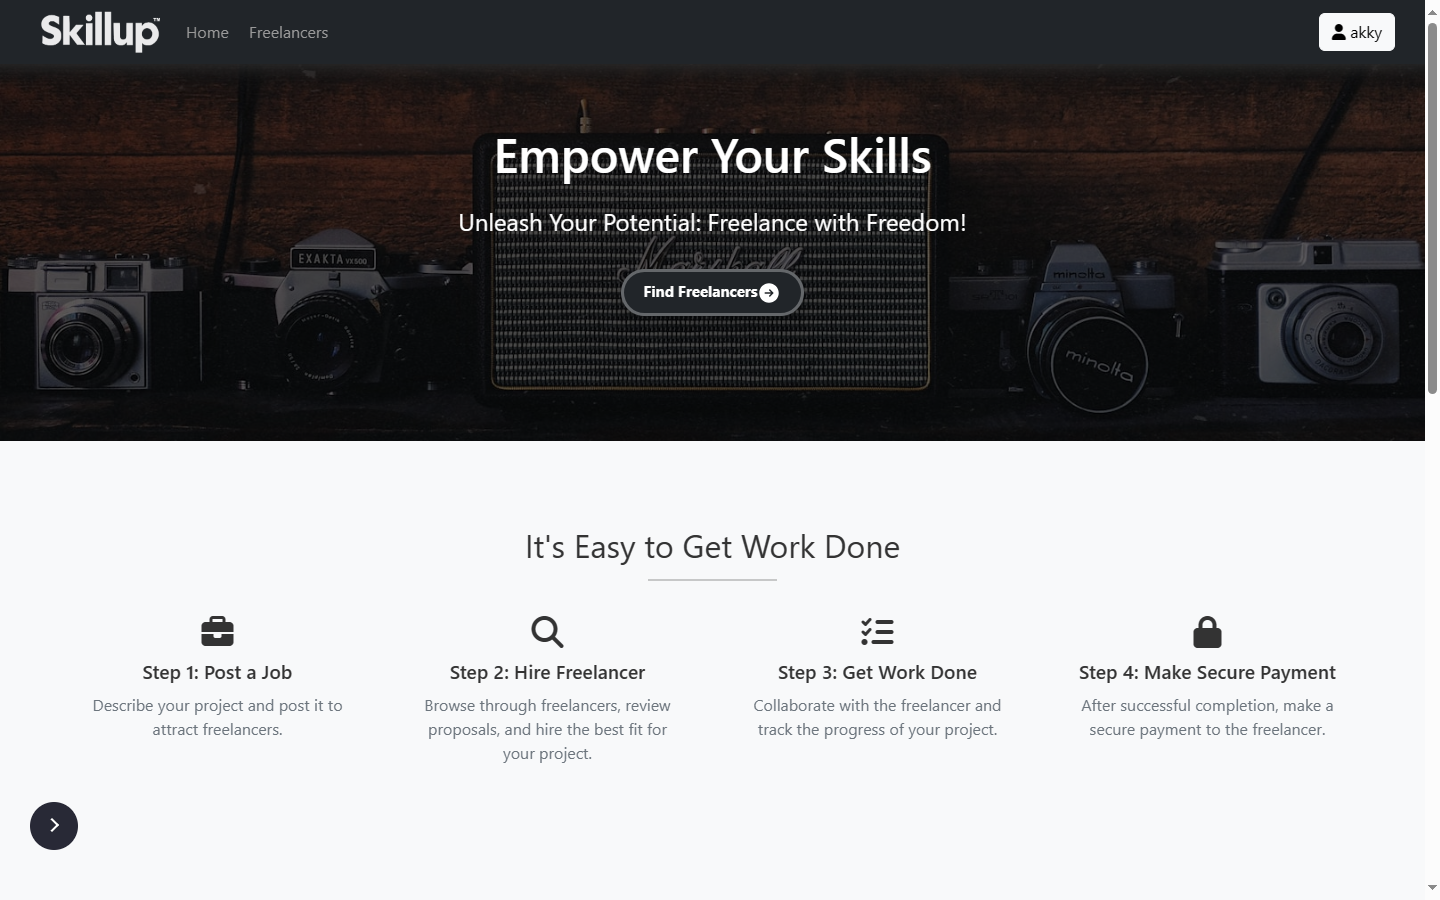 Skillup™
Home
Freelancers
akky
Empower Your Skills
Unleash Your Potential: Freelance with Freedom!
Marshall
EXAKTA VX500
minolta
minolta
Find Freelancers
It's Easy to Get Work Done
Step 1: Post a Job
Describe your project and post it to
attract freelancers.
Step 2: Hire Freelancer
Browse through freelancers, review
proposals, and hire the best fit for
your project.
Step 3: Get Work Done
Collaborate with the freelancer and
track the progress of your project.
Step 4: Make Secure Payment
After successful completion, make a
secure payment to the freelancer.